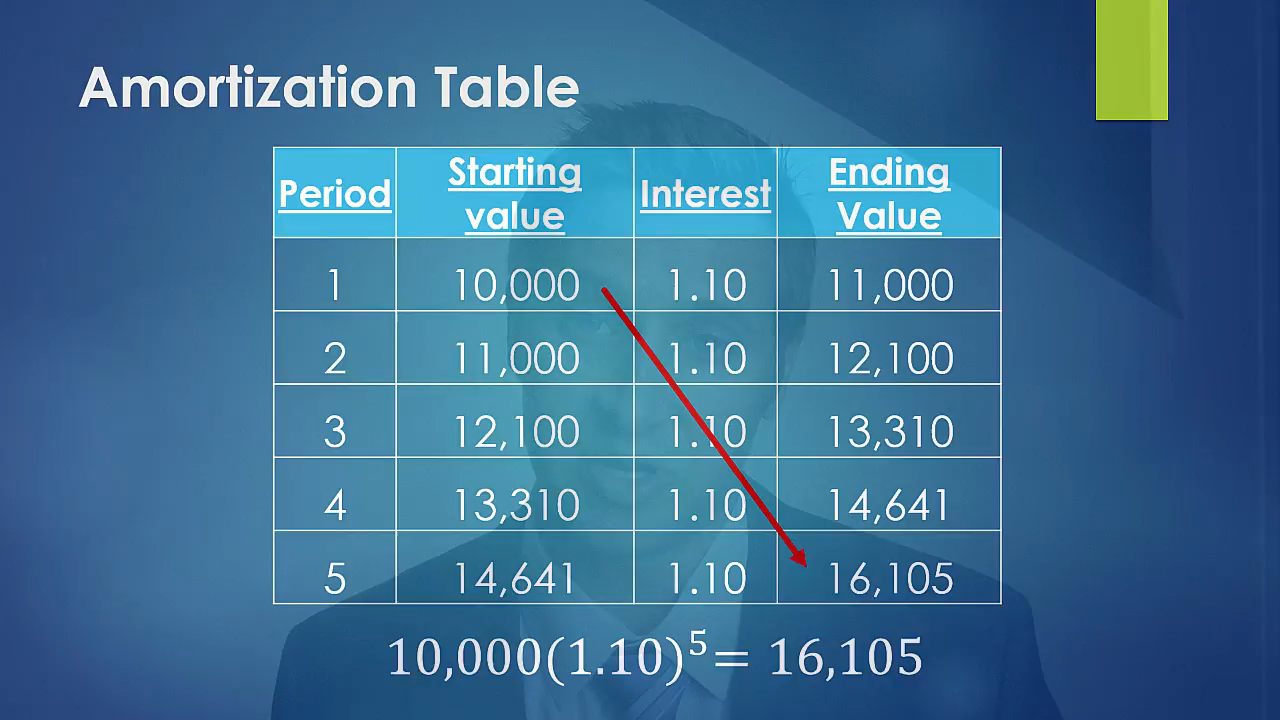 Amortization Table
Period Starting value Interest Ending Value
1 10,000 1.10 11,000
2 11,000 1.10 12,100
3 12,100 1.10 13,310
4 13,310 1.10 14,641
5 14,641 1.10 16,105
10,000(1.10)⁵= 16,105